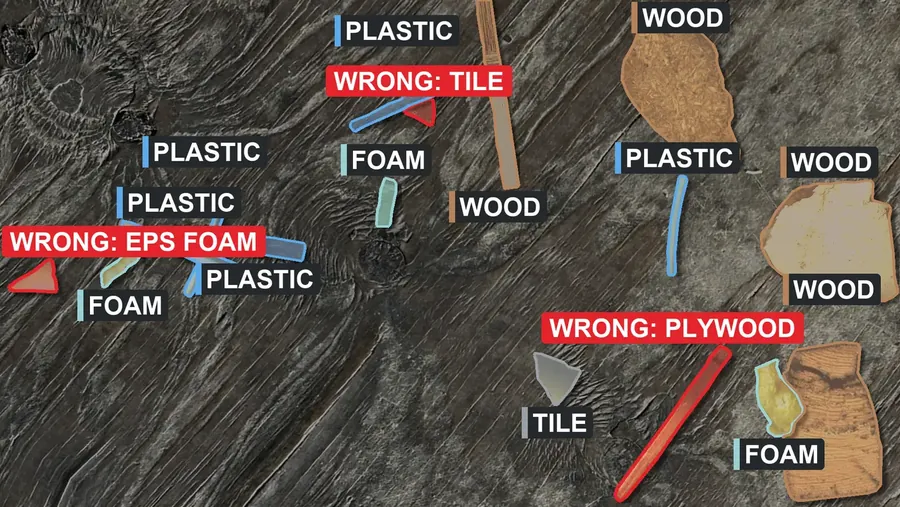 WOOD
PLASTIC
WRONG: TILE
PLASTIC
FOAM
PLASTIC
WOOD
PLASTIC
WOOD
WRONG: EPS FOAM
PLASTIC
FOAM
WOOD
WRONG: PLYWOOD
TILE
FOAM